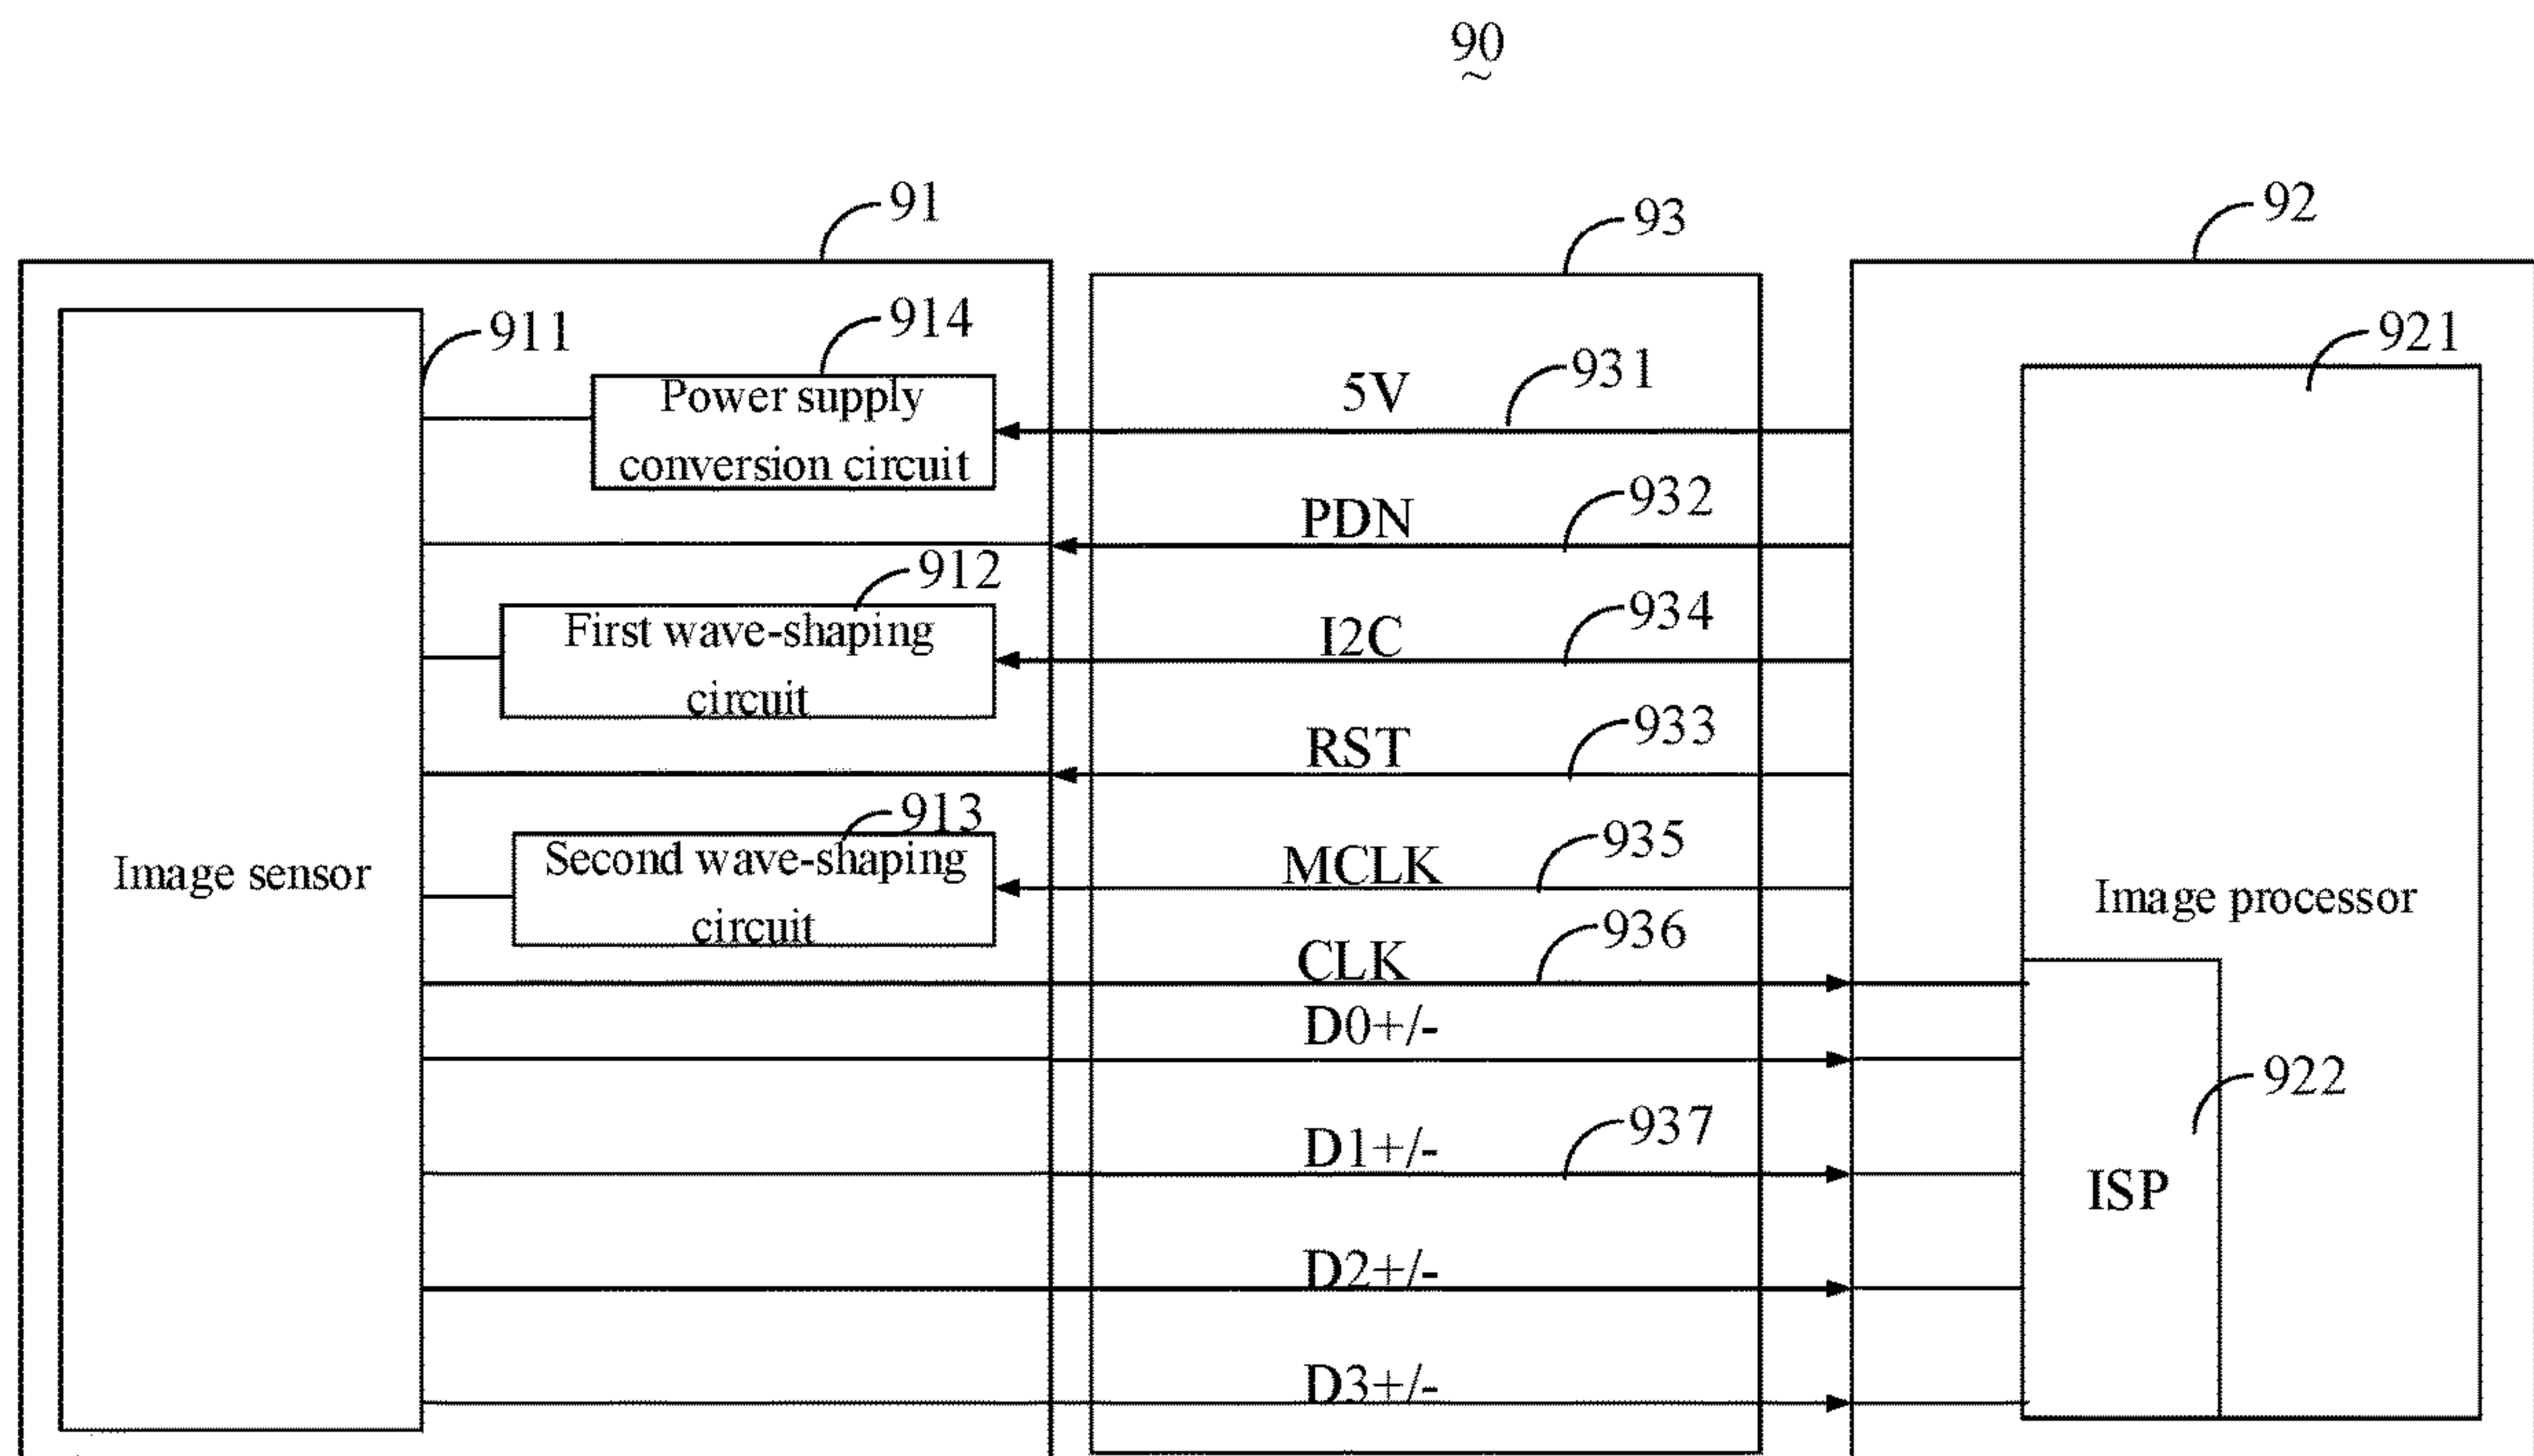 90
91
93
92
911
914
921
Power supply
conversion circuit
5V
931
PDN
932
912
First wave-shaping
circuit
I2C
934
RST
933
913
Second wave-shaping
circuit
MCLK
935
Image sensor
Image processor
CLK
936
D0+/-
922
D1+/-
937
ISP
D2+/-
D3+/-